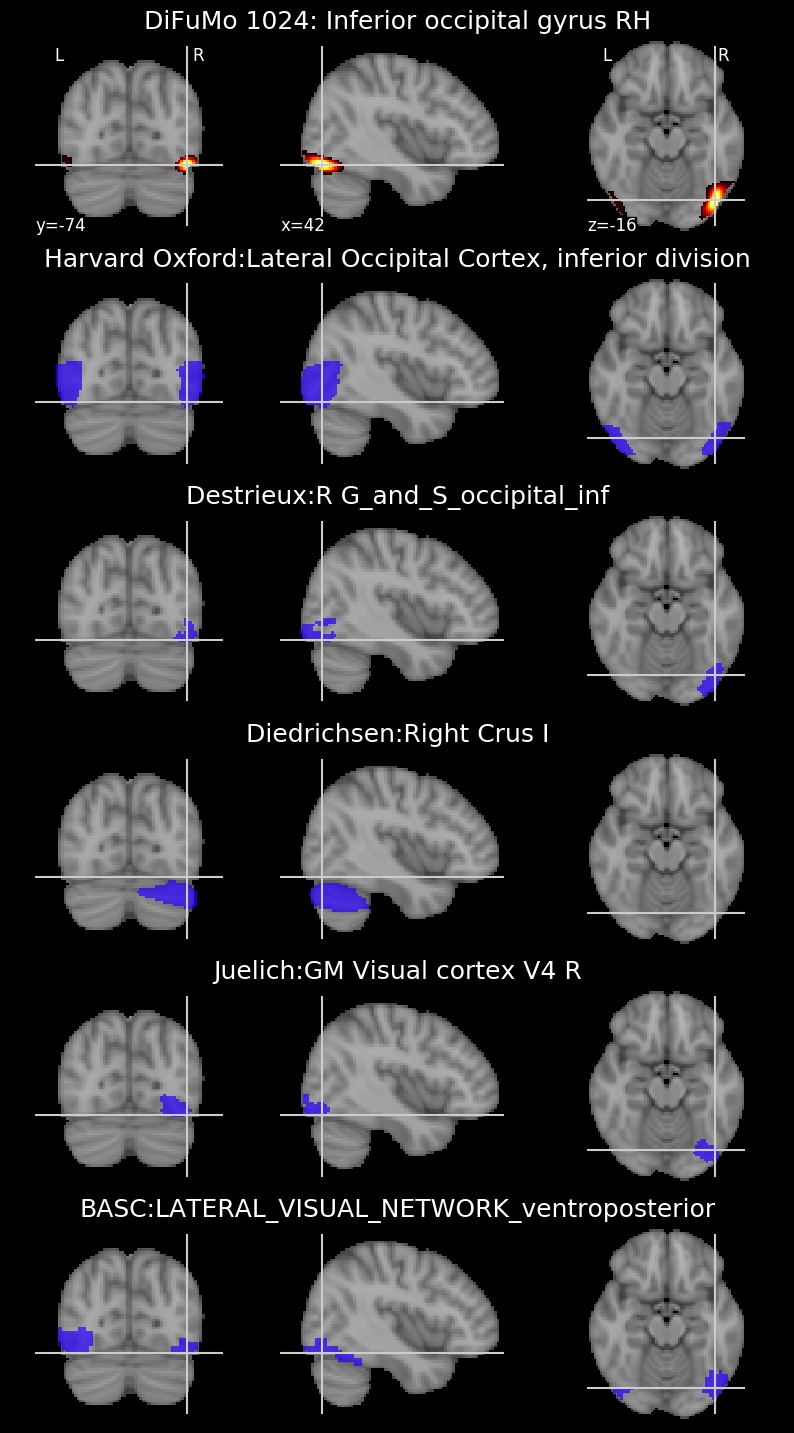 DiFuMo 1024: Inferior occipital gyrus RH
L R L R
y=-74 x=42 z=-16
Harvard Oxford:Lateral Occipital Cortex, inferior division
Destrieux:R G_and_S_occipital_inf
Diedrichsen:Right Crus I
Juelich:GM Visual cortex V4 R
BASC:LATERAL_VISUAL_NETWORK_ventroposterior